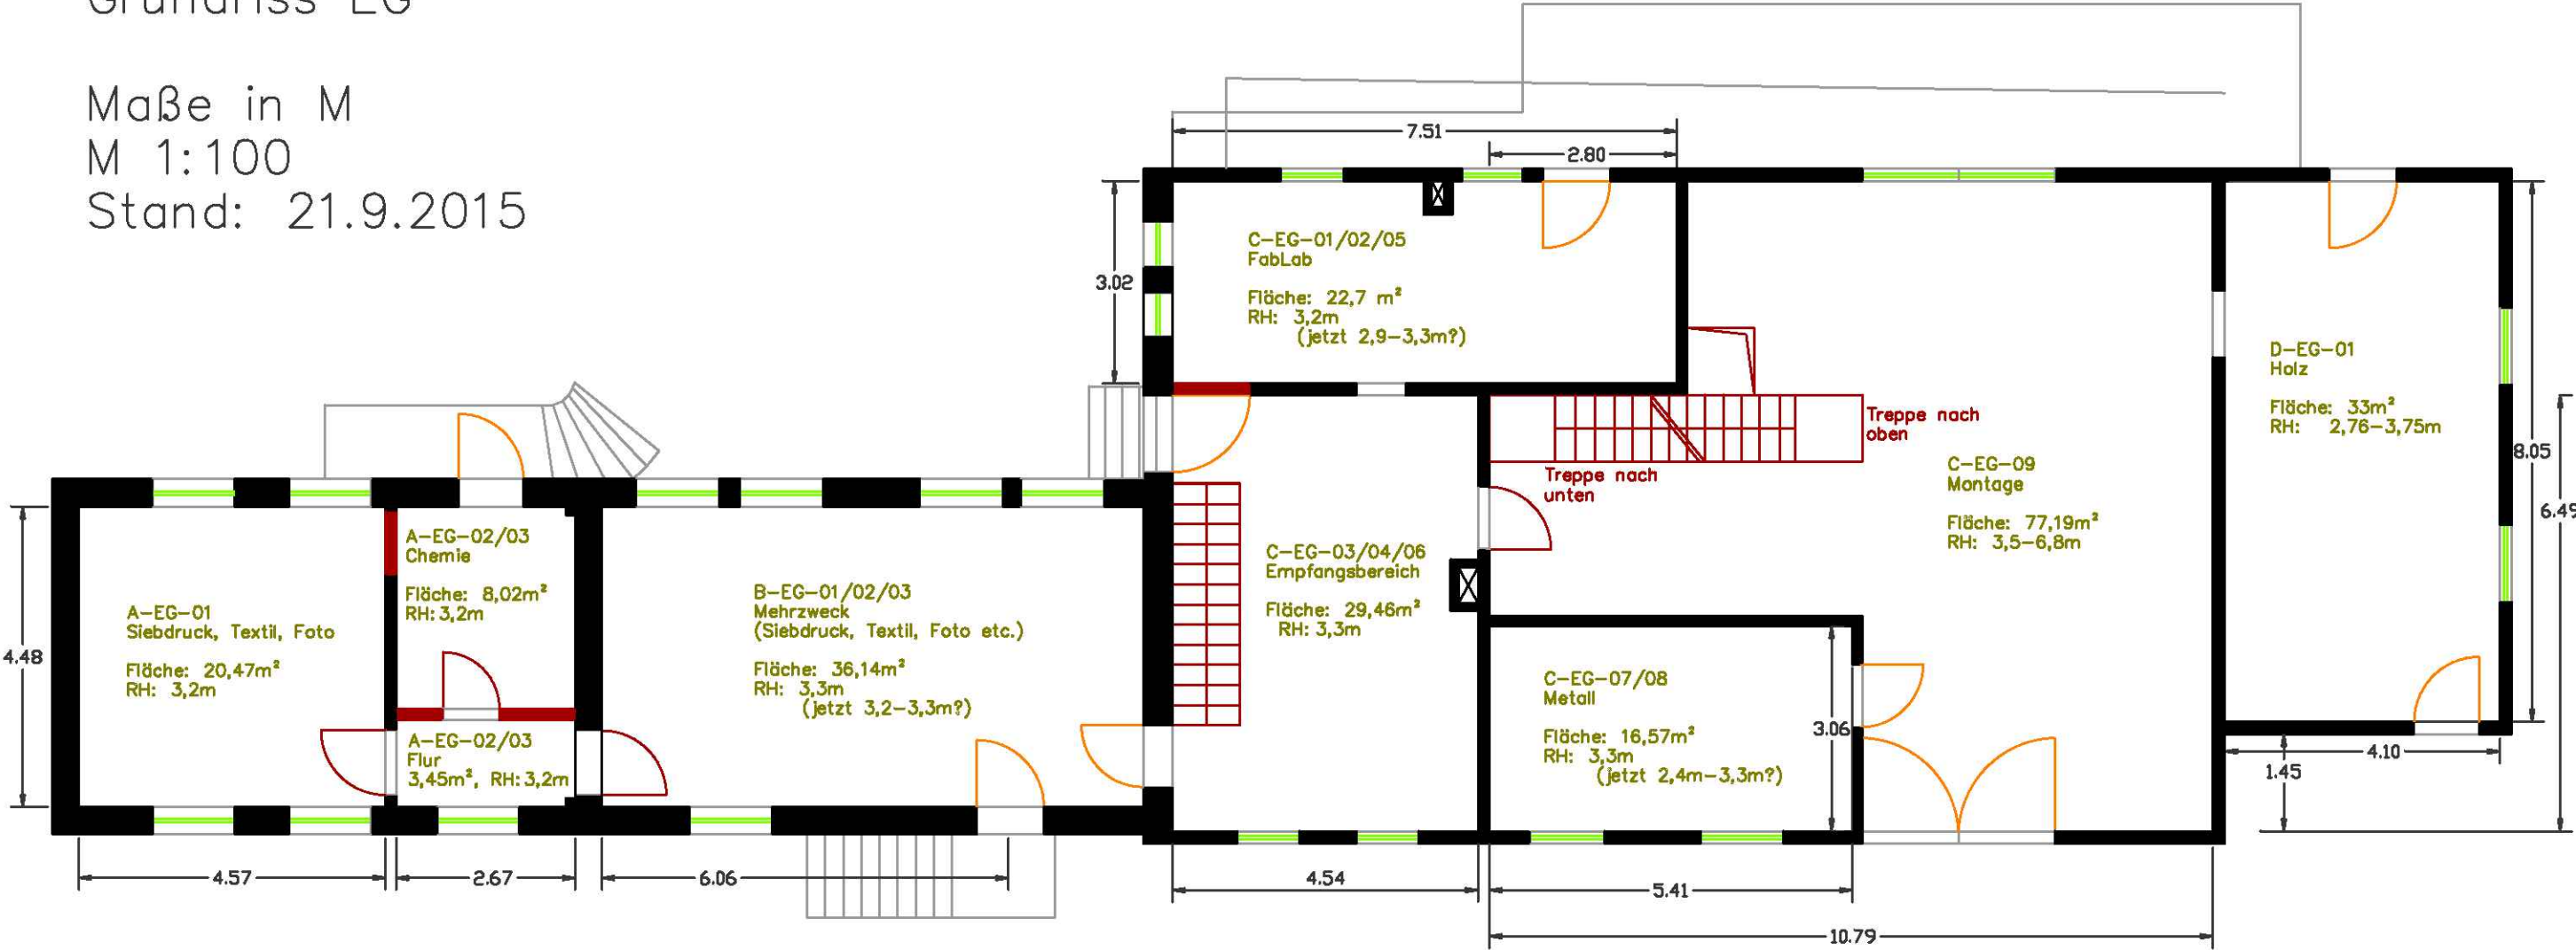 Grundriss EG
Maße in M
M 1:100
Stand: 21.9.2015
7.51
2.80
3.02
C-EG-01/02/05
FabLab
Fläche: 22,7 m²
RH: 3,2m
(jetzt 2,9-3,3m?)
D-EG-01
Holz
Fläche: 33m²
RH: 2,76-3,75m
8.05
6.49
Treppe nach
oben
Treppe nach
unten
C-EG-09
Montage
Fläche: 77,19m²
RH: 3,5-6,8m
A-EG-02/03
Chemie
Fläche: 8,02m²
RH: 3,2m
C-EG-03/04/06
Empfangsbereich
Fläche: 29,46m²
RH: 3,3m
A-EG-01
Siebdruck, Textil, Foto
Fläche: 20,47m²
RH: 3,2m
4.48
B-EG-01/02/03
Mehrzweck
(Siebdruck, Textil, Foto etc.)
Fläche: 36,14m²
RH: 3,3m
(jetzt 3,2-3,3m?)
C-EG-07/08
Metall
Fläche: 16,57m²
RH: 3,3m
(jetzt 2,4m-3,3m?)
3.06
A-EG-02/03
Flur
3,45m², RH: 3,2m
4.10
1.45
4.57
2.67
6.06
4.54
5.41
10.79